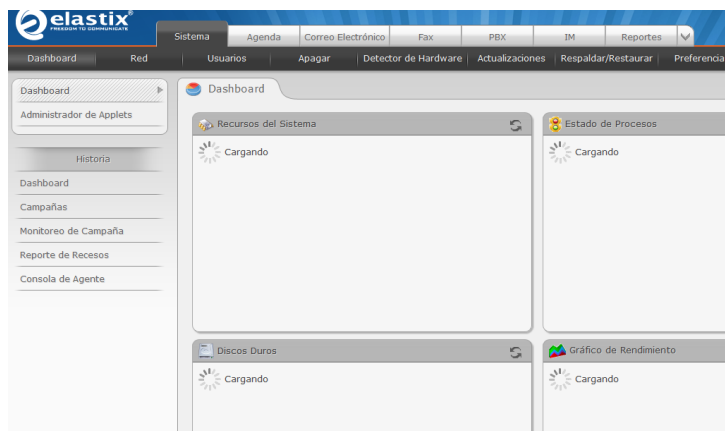 elastix®
FREEDOM TO COMMUNICATE
Sistema Agenda Correo Electrónico Fax PBX IM Reportes
Dashboard Red Usuarios Apagar Detector de Hardware Actualizaciones Respaldar/Restaurar Preferencia
Dashboard
Administrador de Applets
Historia
Dashboard
Campañas
Monitoreo de Campaña
Reporte de Recesos
Consola de Agente
Dashboard
Recursos del Sistema
Cargando
Estado de Procesos
Cargando
Discos Duros
Cargando
Gráfico de Rendimiento
Cargando